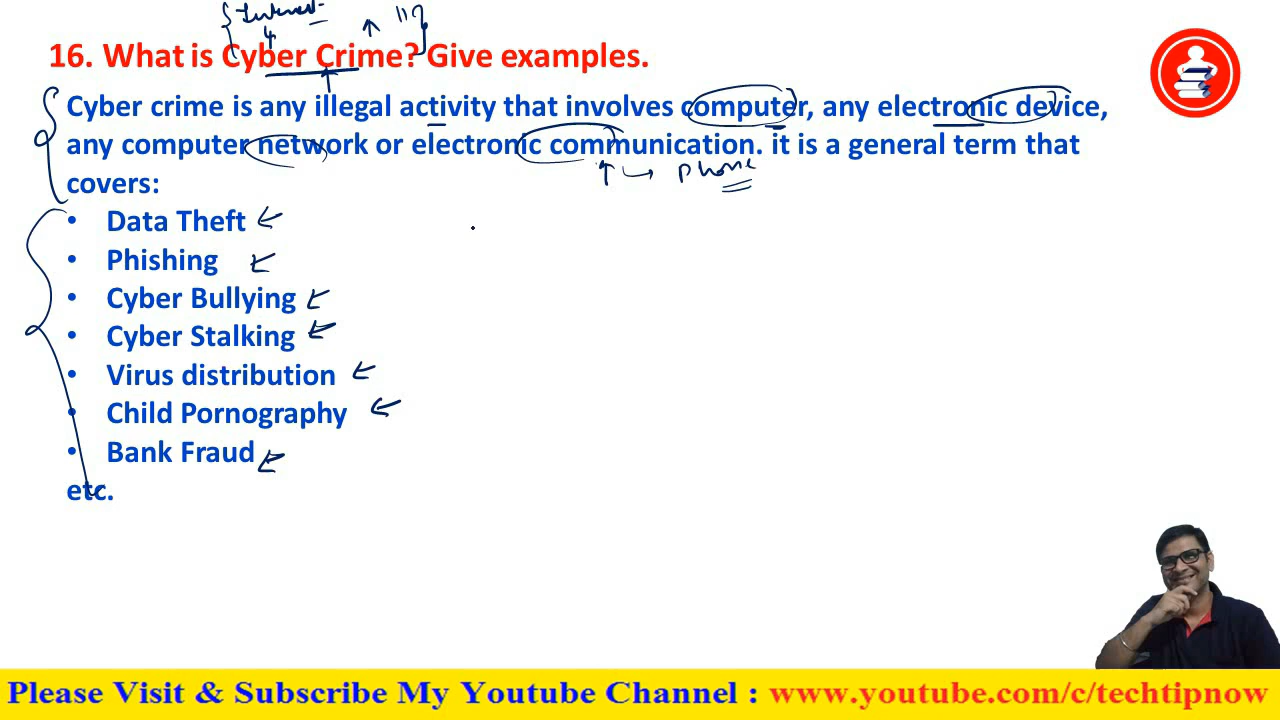 Internet
16. What is Cyber Crime? Give examples.
Cyber crime is any illegal activity that involves computer, any electronic device,
any computer network or electronic communication. it is a general term that
phone
covers:
• Data Theft
• Phishing
• Cyber Bullying
• Cyber Stalking
• Virus distribution
• Child Pornography
• Bank Fraud
etc.
Please Visit & Subscribe My Youtube Channel : www.youtube.com/c/techtipnow